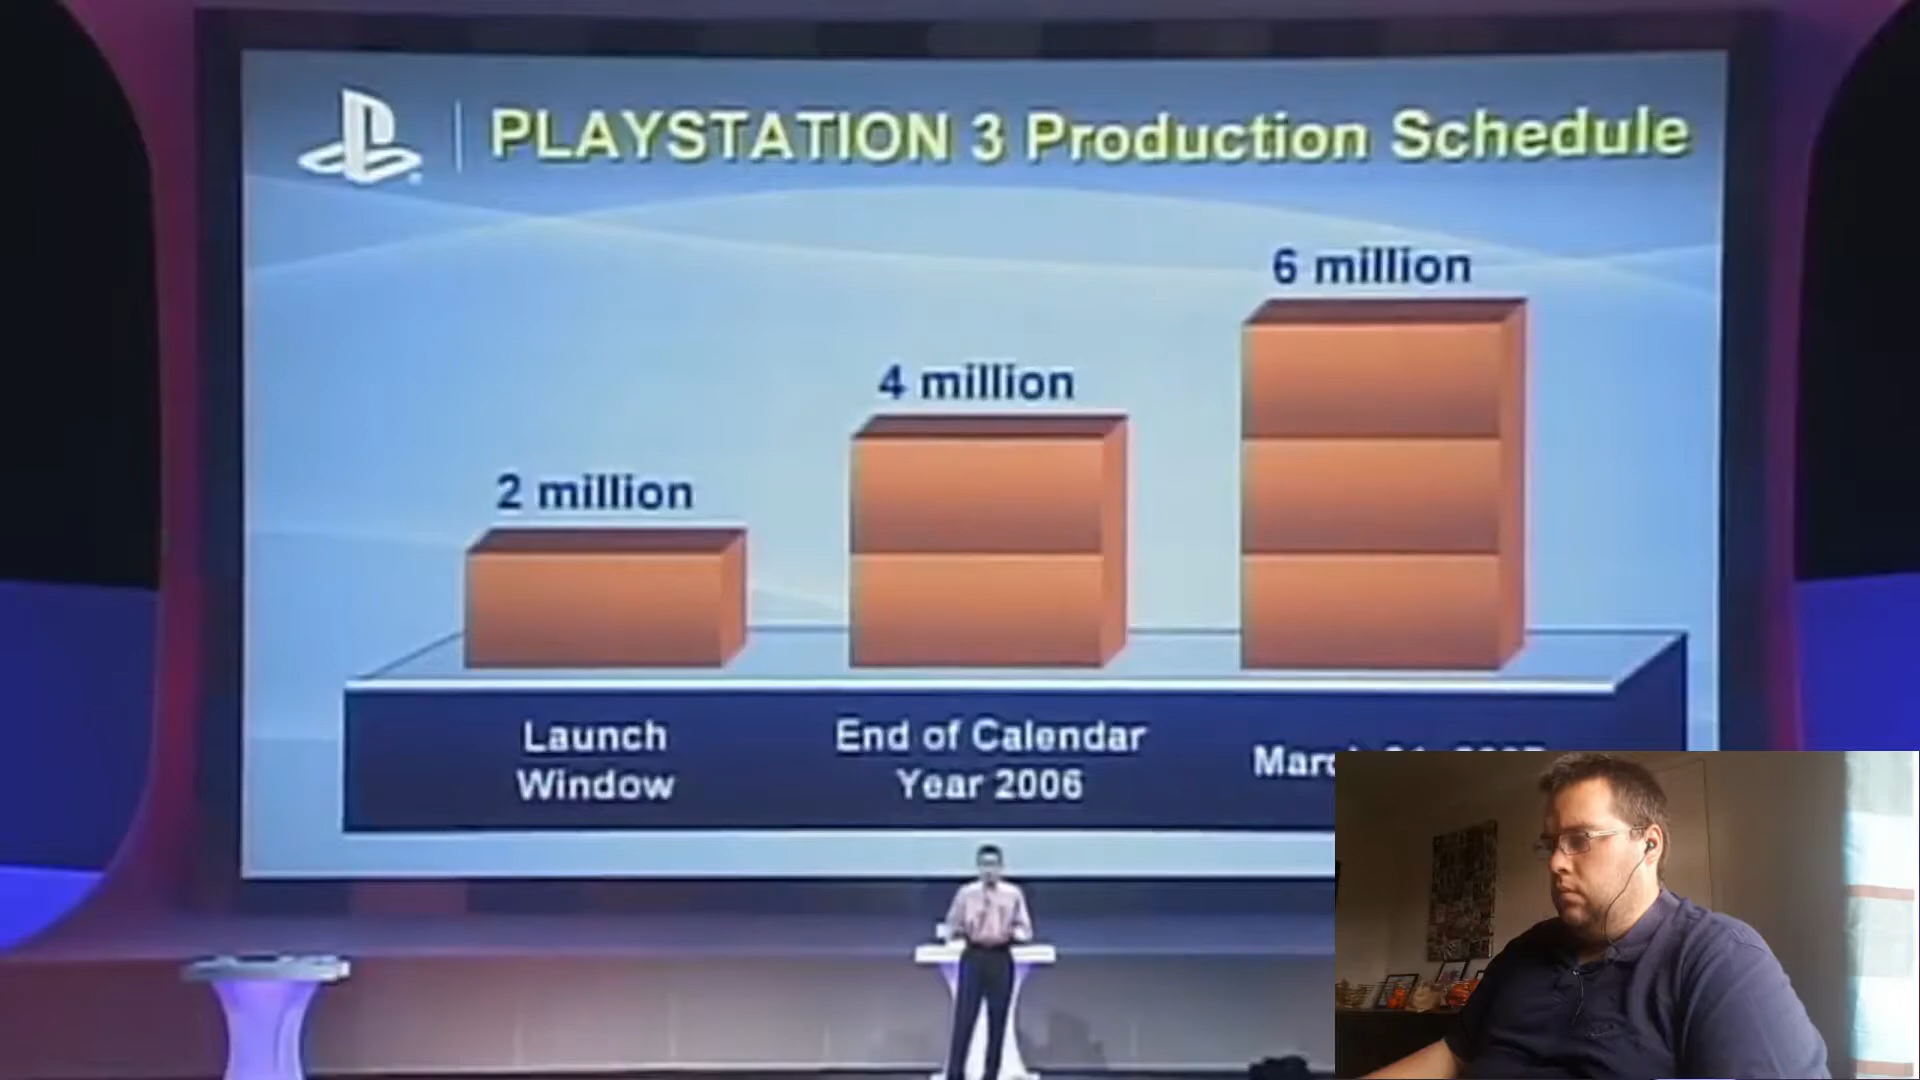 PLAYSTATION 3 Production Schedule
6 million
4 million
2 million
Launch
Window
End of Calendar
Year 2006